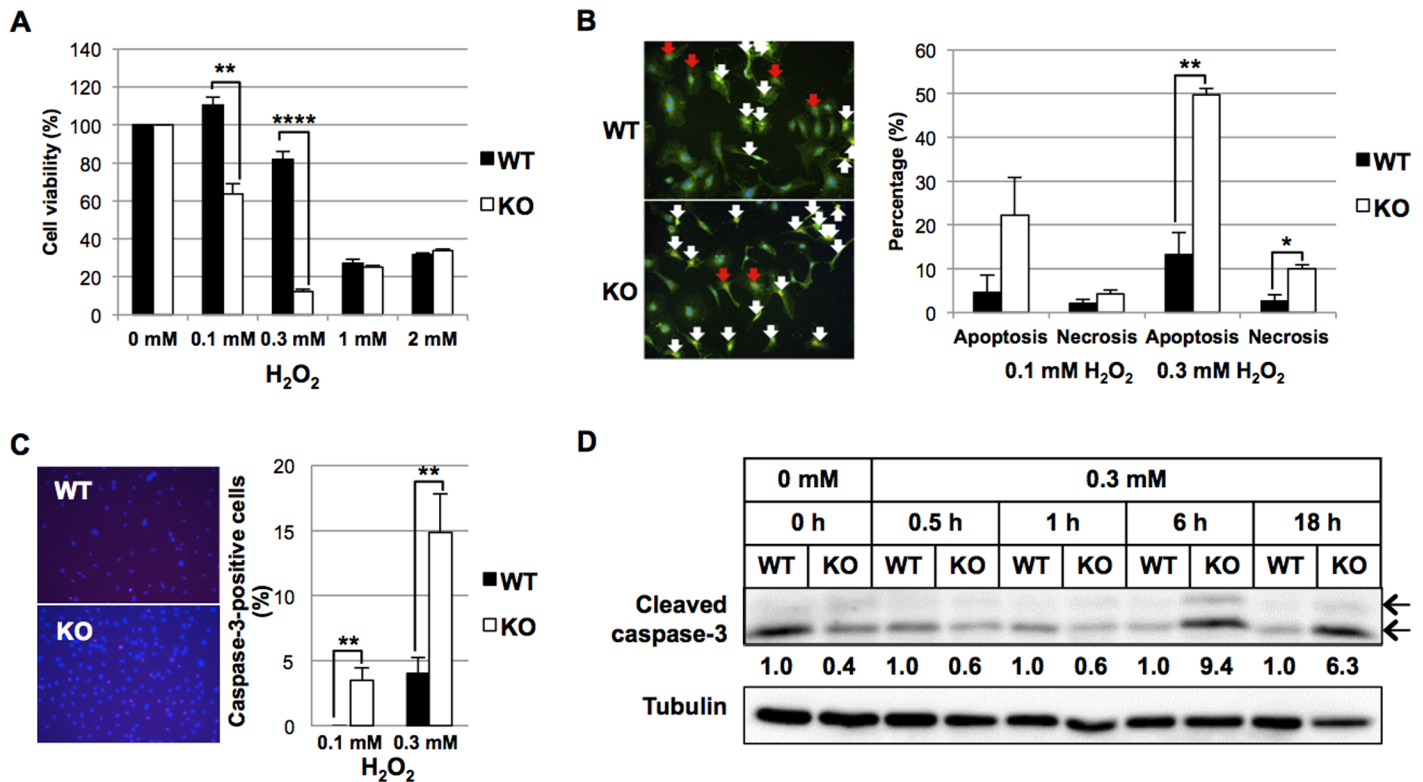 A
140
120
100
80
60
40
20
0
Cell viability (%)
**
****
WT
KO
0 mM 0.1 mM 0.3 mM 1 mM 2 mM
H₂O₂
B
WT
KO
60
50
40
30
20
10
0
Percentage (%)
**
*
WT
KO
Apoptosis Necrosis Apoptosis Necrosis
0.1 mM H₂O₂ 0.3 mM H₂O₂
C
WT
KO
20
15
10
5
0
Caspase-3-positive cells
(%)
**
**
WT
KO
0.1 mM 0.3 mM
H₂O₂
D
0 mM 0.3 mM
0 h 0.5 h 1 h 6 h 18 h
WT KO WT KO WT KO WT KO WT KO
Cleaved
caspase-3
1.0 0.4 1.0 0.6 1.0 0.6 1.0 9.4 1.0 6.3
Tubulin